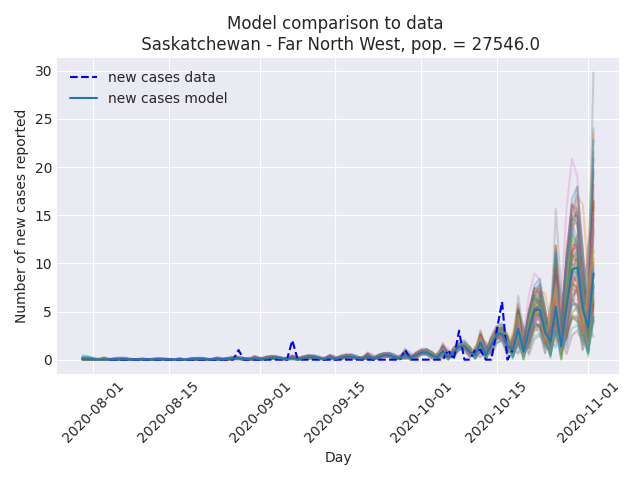 Model comparison to data
Saskatchewan - Far North West, pop. = 27546.0
new cases data
new cases model
Number of new cases reported
30
25
20
15
10
5
0
2020-08-01
2020-08-15
2020-09-01
2020-09-15
2020-10-01
2020-10-15
2020-11-01
Day